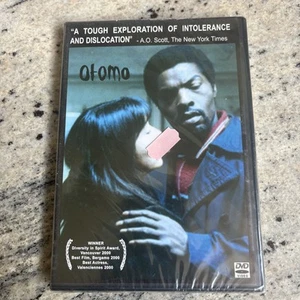 "A TOUGH EXPLORATION OF INTOLERANCE
AND DISLOCATION" - A.O. Scott, The New York Times
otomo
WINNER
Diversity in Spirit Award,
Vancouver 2000
Best Film, Bergamo 2000
Best Actress,
Valenciennes 2000
DVD
VIDEO